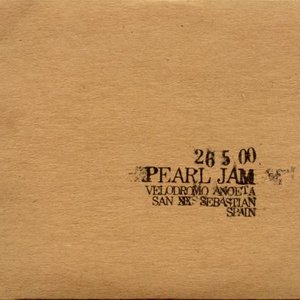 26 5 00
PEARL JAM
VELODROMO ANOETA
SAN SEBASTIAN
SPAIN